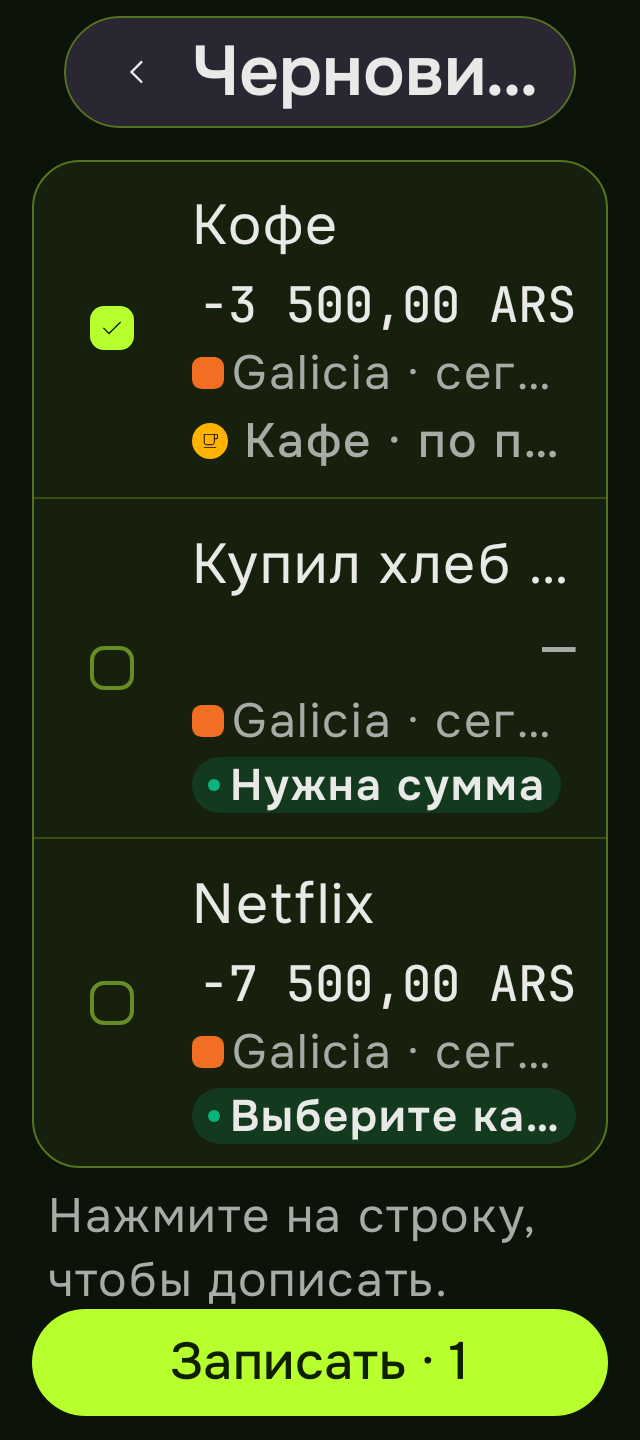 Чернови...
Кофе
-3 500,00 ARS
Galicia · сег...
Кафе · по п...
Купил хлеб ...
—
Galicia · сег...
Нужна сумма
Netflix
-7 500,00 ARS
Galicia · сег...
Выберите ка...
Нажмите на строку,
чтобы дописать.
Записать · 1